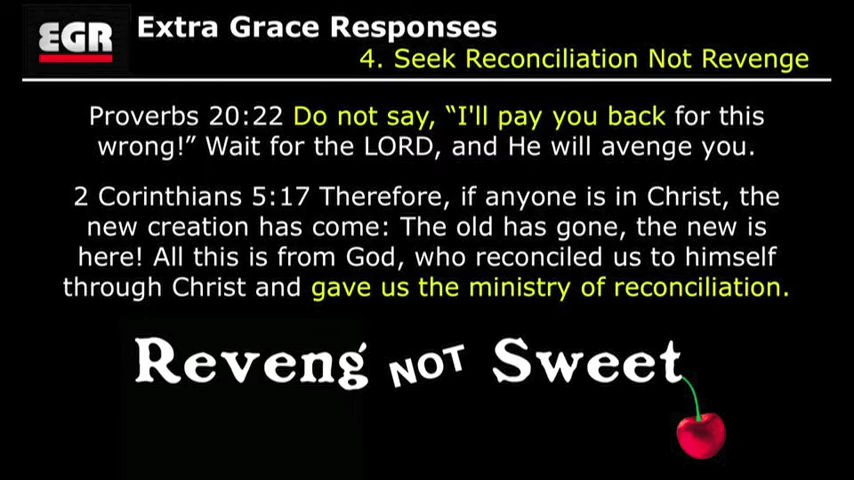 EGR
Extra Grace Responses
4. Seek Reconciliation Not Revenge
Proverbs 20:22 Do not say, “I'll pay you back for this
wrong!” Wait for the LORD, and He will avenge you.
2 Corinthians 5:17 Therefore, if anyone is in Christ, the
new creation has come: The old has gone, the new is
here! All this is from God, who reconciled us to himself
through Christ and gave us the ministry of reconciliation.
Reveng NOT Sweet